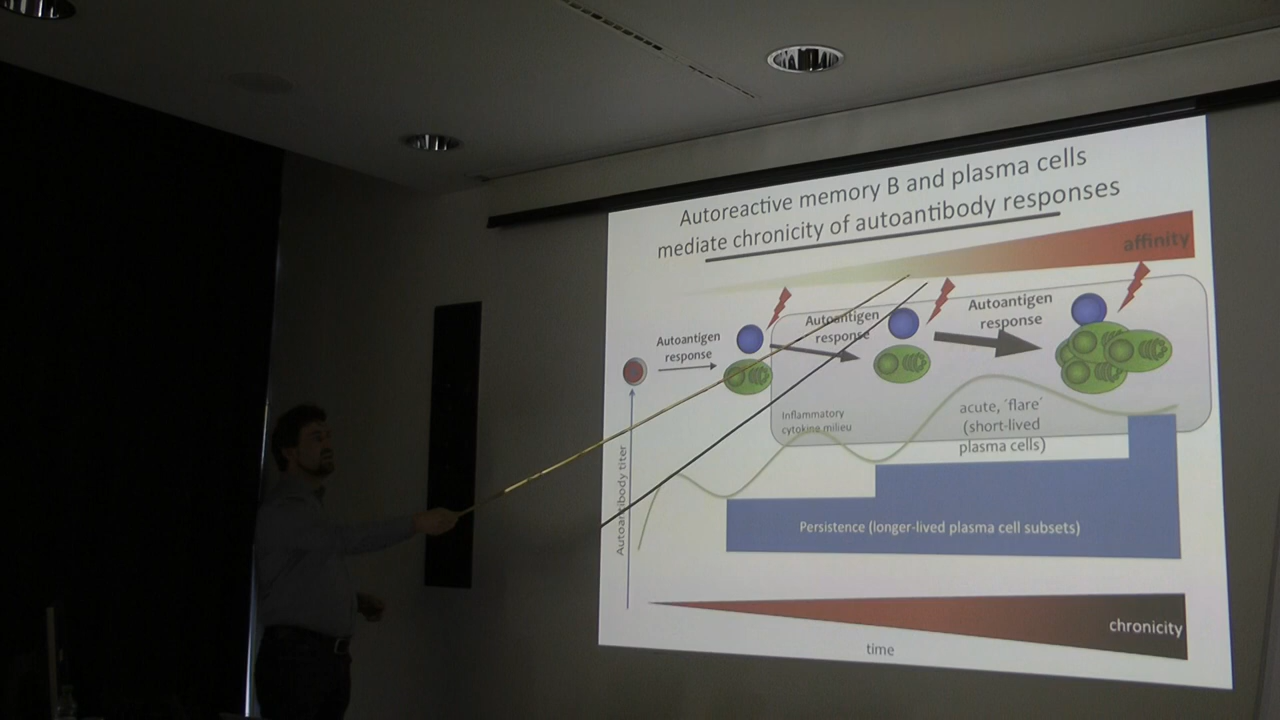 Autoreactive memory B and plasma cells
mediate chronicity of autoantibody responses
affinity
Autoantigen
response
Autoantigen
response
Autoantigen
response
Inflammatory
cytokine milieu
acute, ´flare´
(short-lived
plasma cells)
Autoantibody titer
Persistence (longer-lived plasma cell subsets)
chronicity
time